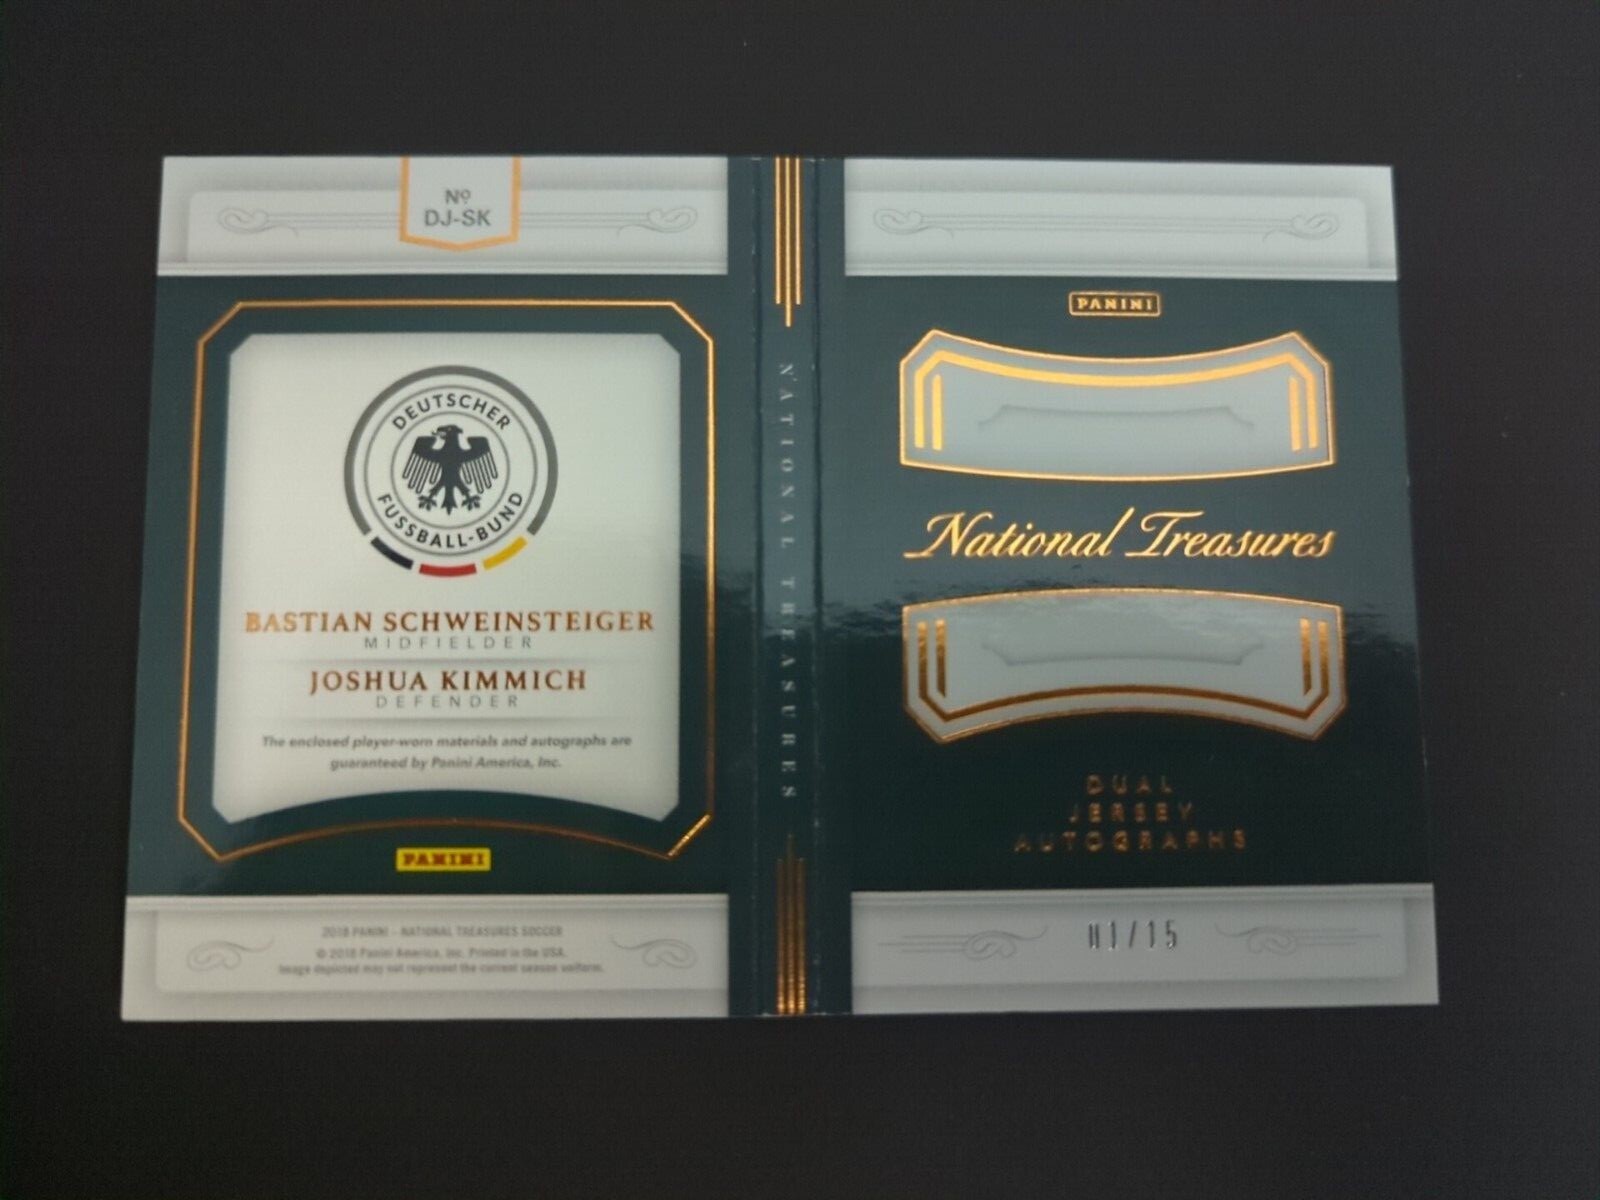 Nº
DJ-SK
DEUTSCHER
FUSSBALL-BUND
BASTIAN SCHWEINSTEIGER
MIDFIELDER
JOSHUA KIMMICH
DEFENDER
The enclosed player-worn materials and autographs are
guaranteed by Panini America, Inc.
PANINI
2018 PANINI - NATIONAL TREASURES SOCCER
© 2018 Panini America, Inc. Printed in the USA.
Image depicted may not represent the current season uniform.
NATIONAL TREASURES
PANINI
National Treasures
DUAL
JERSEY
AUTOGRAPHS
01/15